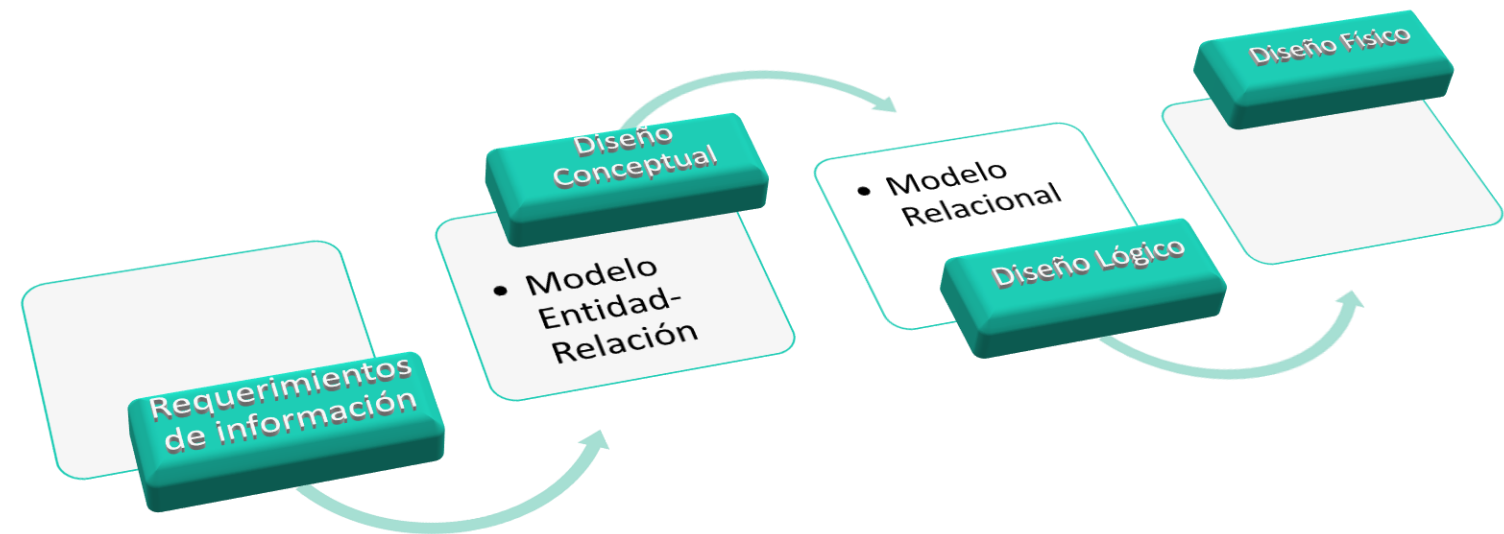 Requerimientos
de información
Diseño
Conceptual
• Modelo
Entidad-
Relación
• Modelo
Relacional
Diseño Lógico
Diseño Físico